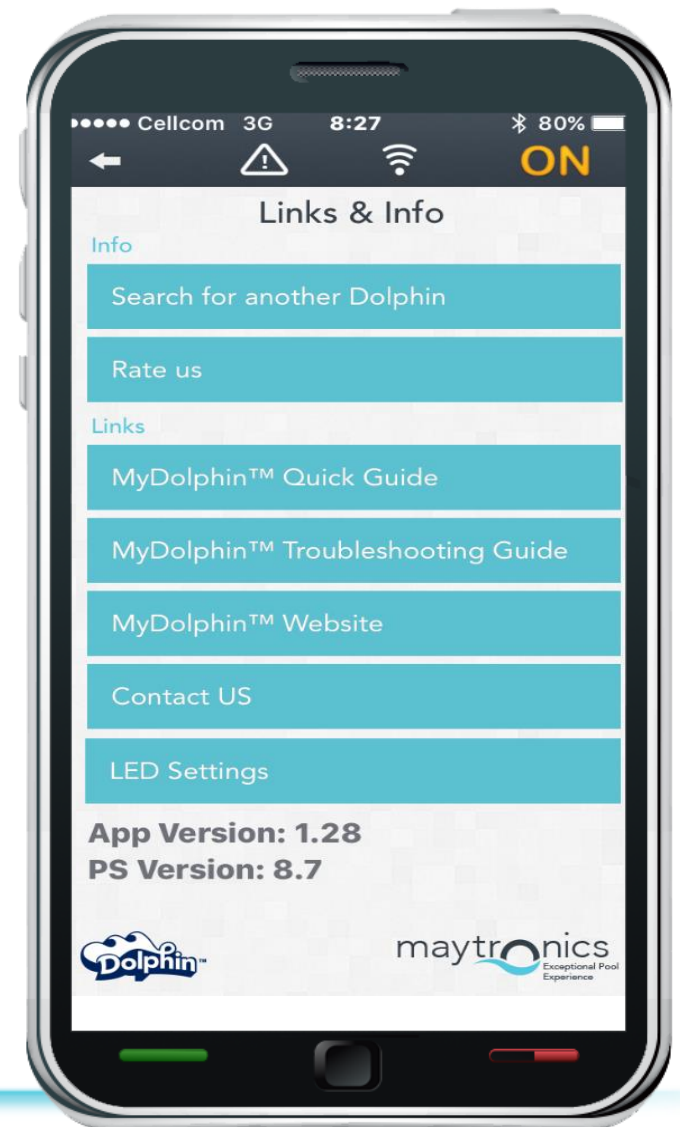 Cellcom 3G 8:27 80%
ON
Links & Info
Info
Search for another Dolphin
Rate us
Links
MyDolphin™ Quick Guide
MyDolphin™ Troubleshooting Guide
MyDolphin™ Website
Contact US
LED Settings
App Version: 1.28
PS Version: 8.7
Dolphin™
maytronics
Exceptional Pool
Experience